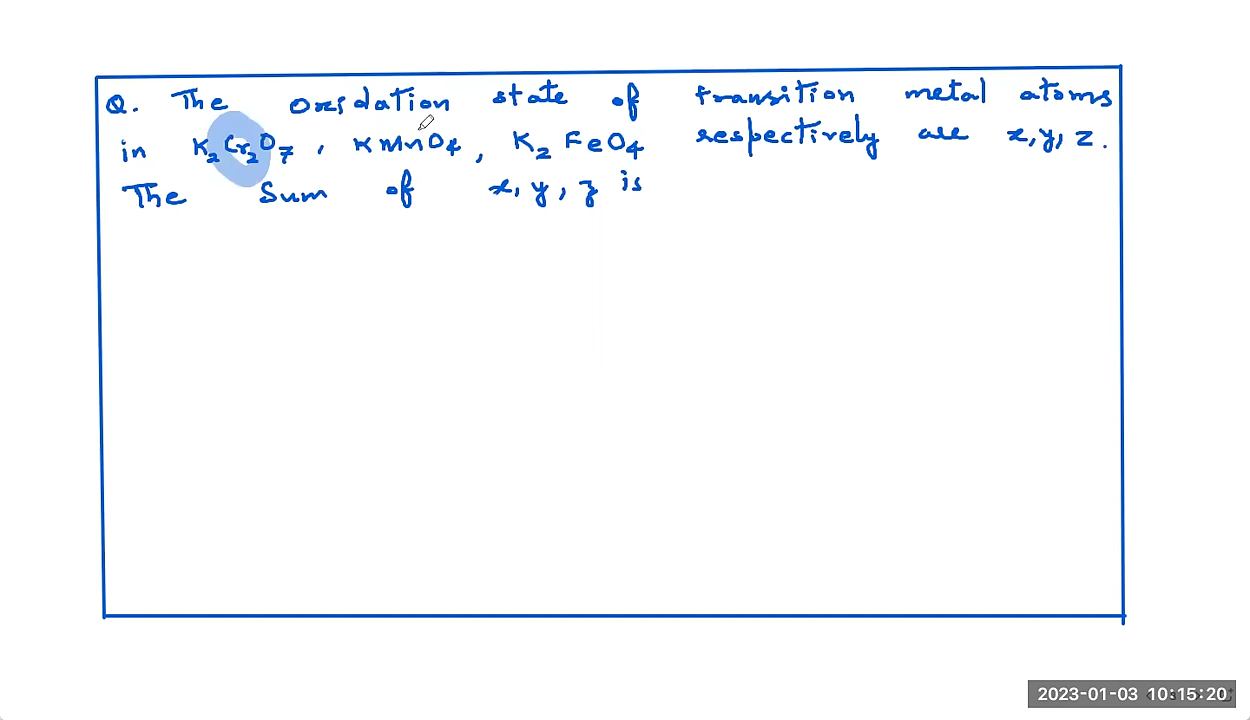 Q. The oxidation state of transition metal atoms
in K₂Cr₂O₇, KMnO₄, K₂FeO₄ respectively are x, y, z.
The Sum of x, y, z is
2023-01-03 10:15:20